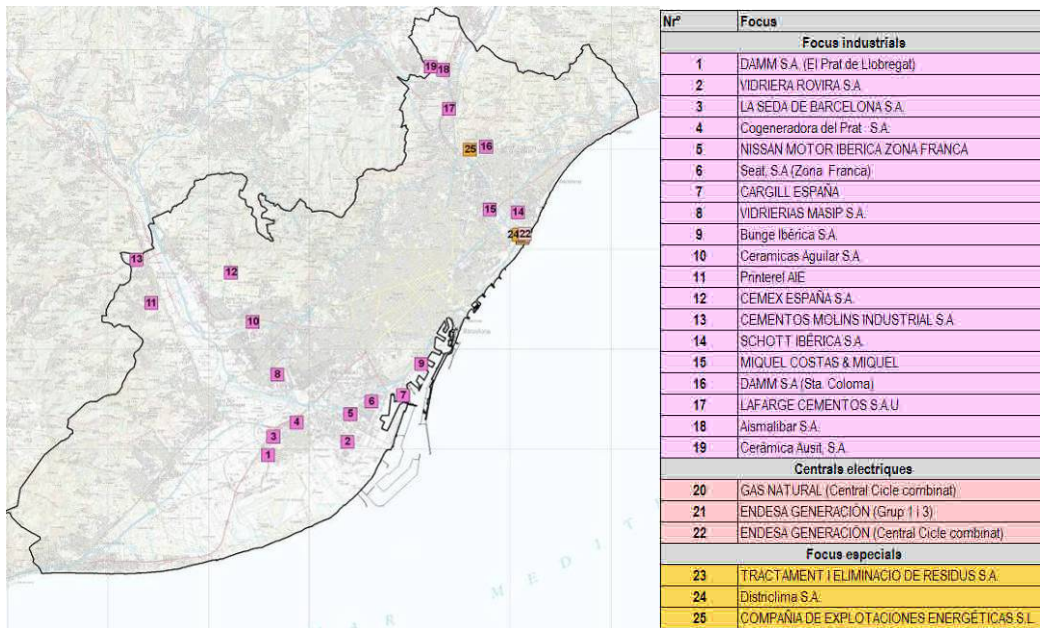 Nrº Focus
Focus industrials
1 DAMM S.A. (El Prat de Llobregat)
2 VIDRIERA ROVIRA S.A.
3 LA SEDA DE BARCELONA S.A.
4 Cogeneradora del Prat S.A.
5 NISSAN MOTOR IBERICA ZONA FRANCA
6 Seat, S.A (Zona Franca)
7 CARGILL ESPAÑA
8 VIDRIERIAS MASIP S.A.
9 Bunge Ibérica S.A.
10 Ceramicas Aguilar S.A.
11 Printeref AIE
12 CEMEX ESPAÑA S.A.
13 CEMENTOS MOLINS INDUSTRIAL S.A.
14 SCHOTT IBÉRICA S.A.
15 MIQUEL COSTAS & MIQUEL
16 DAMM S.A (Sta. Coloma)
17 LAFARGE CEMENTOS S.A.U
18 Aismalibar S.A.
19 Ceràmica Ausit, S.A.
Centrals electriques
20 GAS NATURAL (Central Cicle combinat)
21 ENDESA GENERACIÓN (Grup 1 i 3)
22 ENDESA GENERACIÓN (Central Cicle combinat)
Focus especials
23 TRACTAMENT I ELIMINACIO DE RESIDUS S.A.
24 Districlima S.A.
25 COMPAÑIA DE EXPLOTACIONES ENERGÉTICAS S.L.
19 18
17
25 16
15 14
24 22
13 12
11
10
9
8
7
6
5
4
3
2
1
M E D I T